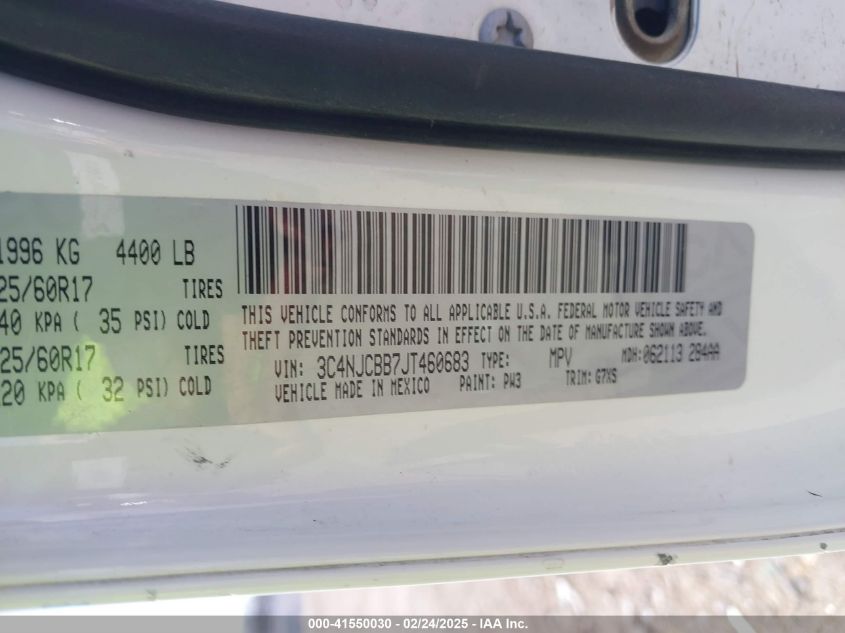 1996 KG 4400 LB
25/60R17 TIRES
40 KPA ( 35 PSI) COLD
25/60R17 TIRES
20 KPA ( 32 PSI) COLD
THIS VEHICLE CONFORMS TO ALL APPLICABLE U.S.A. FEDERAL MOTOR VEHICLE SAFETY AND
THEFT PREVENTION STANDARDS IN EFFECT ON THE DATE OF MANUFACTURE SHOWN ABOVE.
VIN: 3C4NJCBB7JT460683 TYPE: MPV MDH:062113 284AA
VEHICLE MADE IN MEXICO PAINT: PW3 TRIM: G7XS
000-41550030 - 02/24/2025 - IAA Inc.